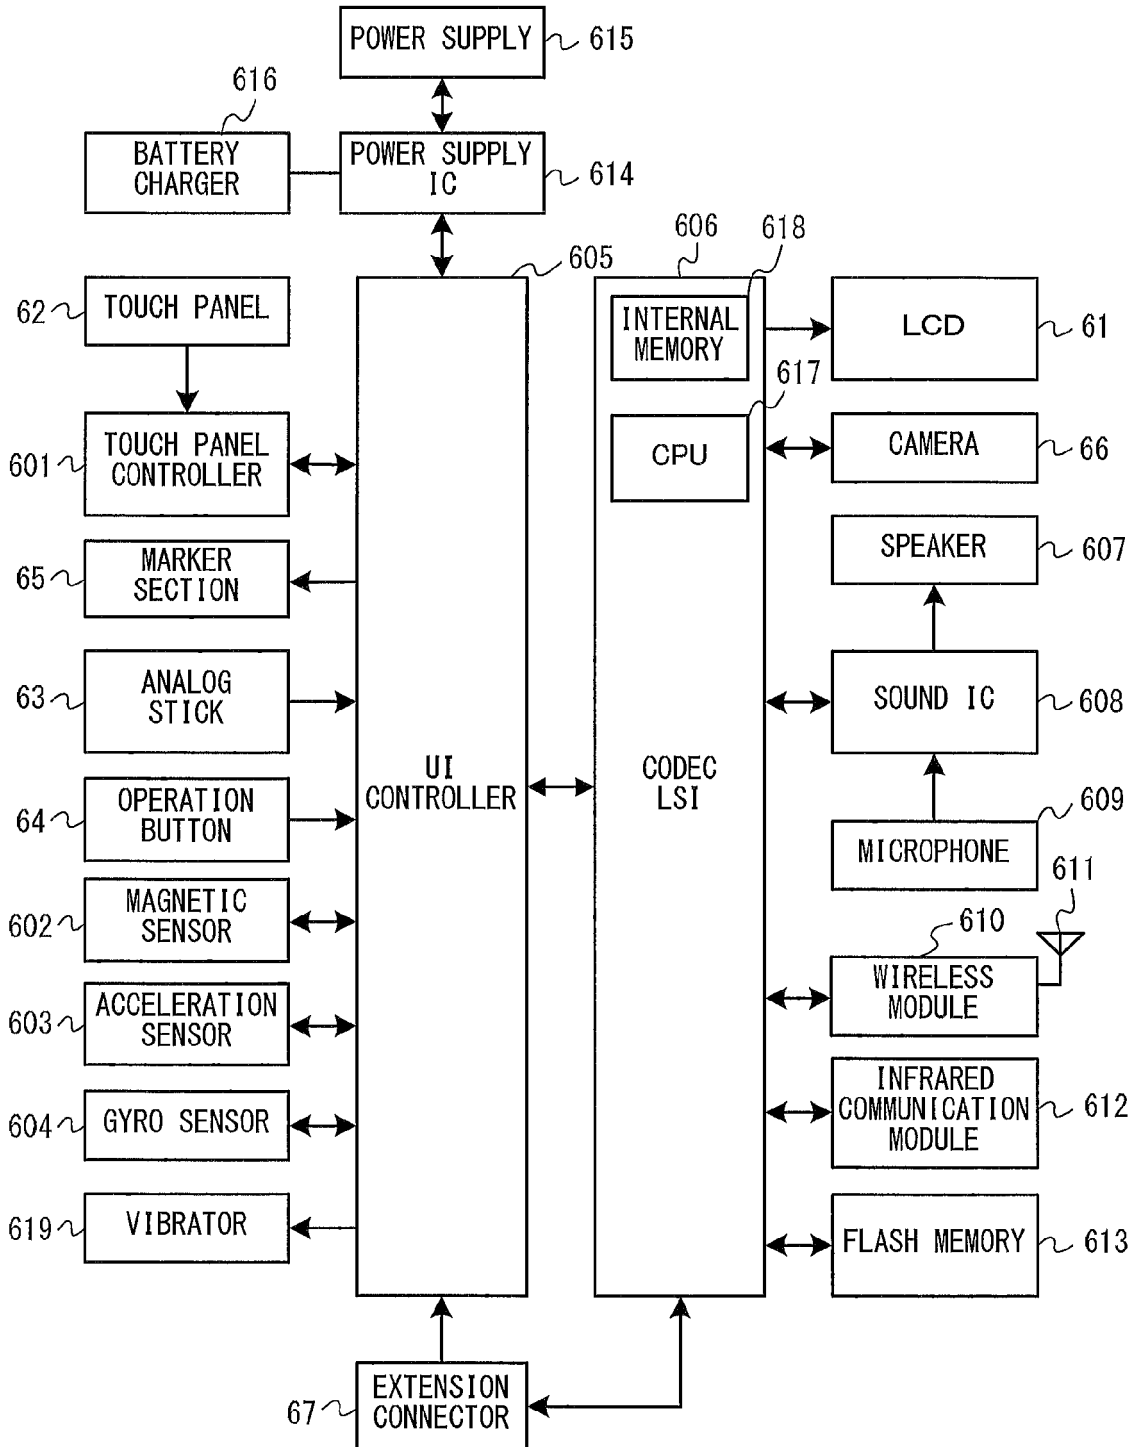 POWER SUPPLY
615
616
BATTERY
CHARGER
POWER SUPPLY
IC
614
605
606
618
62
TOUCH PANEL
INTERNAL
MEMORY
LCD
61
617
601
TOUCH PANEL
CONTROLLER
CPU
CAMERA
66
65
MARKER
SECTION
SPEAKER
607
63
ANALOG
STICK
SOUND IC
608
UI
CONTROLLER
CODEC
LSI
64
OPERATION
BUTTON
MICROPHONE
609
611
602
MAGNETIC
SENSOR
610
WIRELESS
MODULE
603
ACCELERATION
SENSOR
604
GYRO SENSOR
INFRARED
COMMUNICATION
MODULE
612
619
VIBRATOR
FLASH MEMORY
613
67
EXTENSION
CONNECTOR